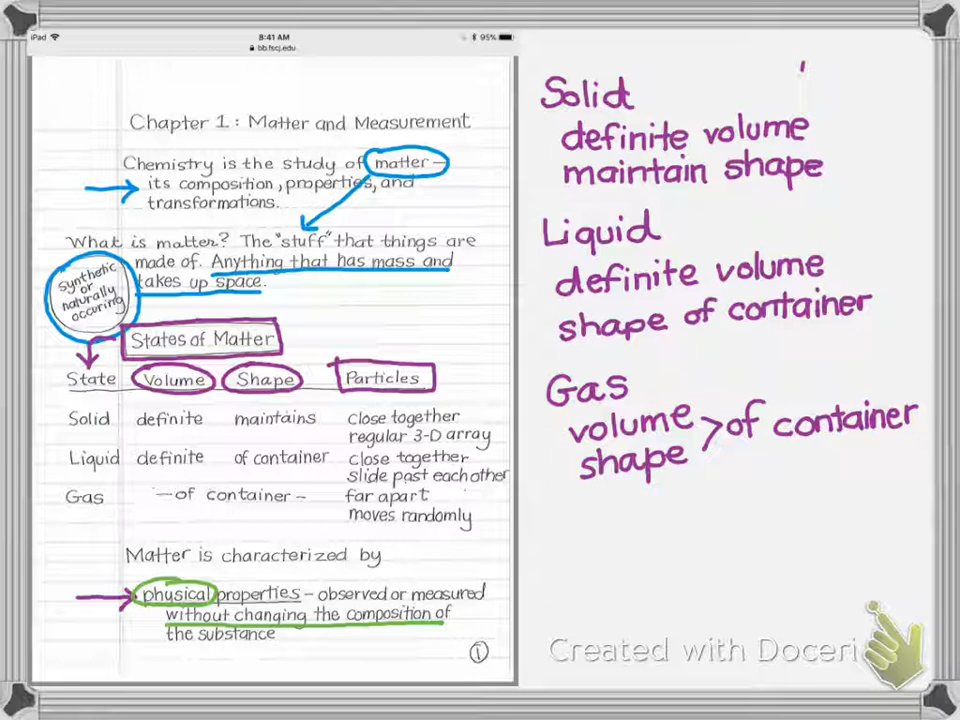 iPad
8:41 AM
95%
bb.fscj.edu
Chapter 1: Matter and Measurement
Chemistry is the study of matter –
its composition, properties, and
transformations.
What is matter? The "stuff" that things are
made of. Anything that has mass and
takes up space.
synthetic
or
naturally
occuring
States of Matter
State Volume Shape Particles
Solid definite maintains close together
regular 3-D array
Liquid definite of container close together
slide past each other
Gas – of container – far apart
moves randomly
Matter is characterized by
physical properties – observed or measured
without changing the composition of
the substance
1
Solid
definite volume
maintain shape
Liquid
definite volume
shape of container
Gas
volume
shape > of container
Created with Doceri